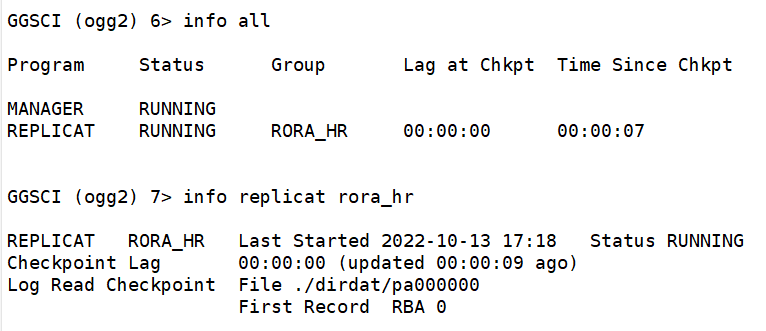 GGSCI (ogg2) 6> info all
Program     Status      Group       Lag at Chkpt  Time Since Chkpt
MANAGER     RUNNING
REPLICAT    RUNNING     RORA_HR     00:00:00      00:00:07
GGSCI (ogg2) 7> info replicat rora_hr
REPLICAT   RORA_HR   Last Started 2022-10-13 17:18   Status RUNNING
Checkpoint Lag       00:00:00 (updated 00:00:09 ago)
Log Read Checkpoint  File ./dirdat/pa000000
                     First Record  RBA 0